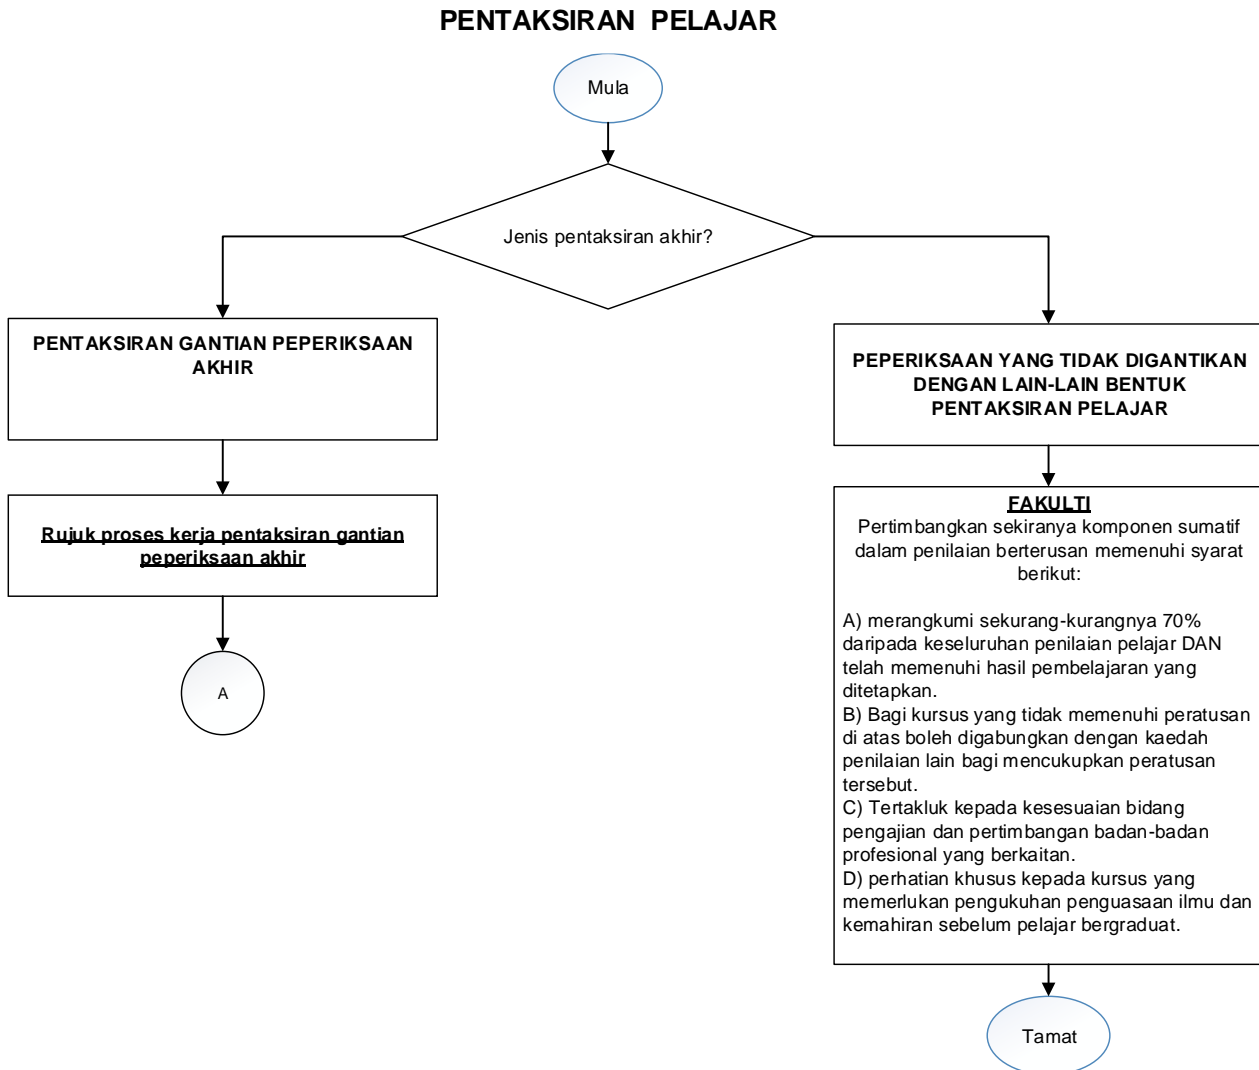 PENTAKSIRAN PELAJAR
Mula
Jenis pentaksiran akhir?
PENTAKSIRAN GANTIAN PEPERIKSAAN
AKHIR
Rujuk proses kerja pentaksiran gantian
peperiksaan akhir
A
PEPERIKSAAN YANG TIDAK DIGANTIKAN
DENGAN LAIN-LAIN BENTUK
PENTAKSIRAN PELAJAR
FAKULTI
Pertimbangkan sekiranya komponen sumatif
dalam penilaian berterusan memenuhi syarat
berikut:
A) merangkumi sekurang-kurangnya 70%
daripada keseluruhan penilaian pelajar DAN
telah memenuhi hasil pembelajaran yang
ditetapkan.
B) Bagi kursus yang tidak memenuhi peratusan
di atas boleh digabungkan dengan kaedah
penilaian lain bagi mencukupkan peratusan
tersebut.
C) Tertakluk kepada kesesuaian bidang
pengajian dan pertimbangan badan-badan
profesional yang berkaitan.
D) perhatian khusus kepada kursus yang
memerlukan pengukuhan penguasaan ilmu dan
kemahiran sebelum pelajar bergraduat.
Tamat